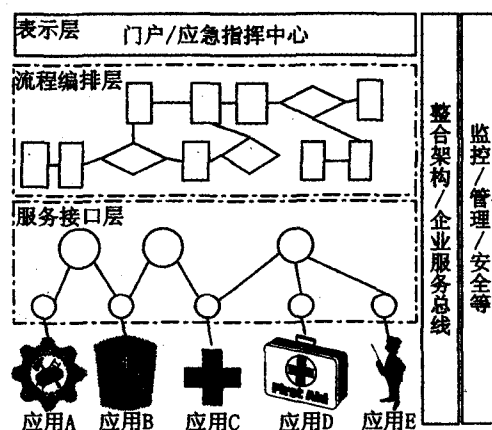 表示层 门户/应急指挥中心
流程编排层
服务接口层
First Aid
应用A 应用B 应用C 应用D 应用E
整合架构/企业服务总线
监控/管理/安全等